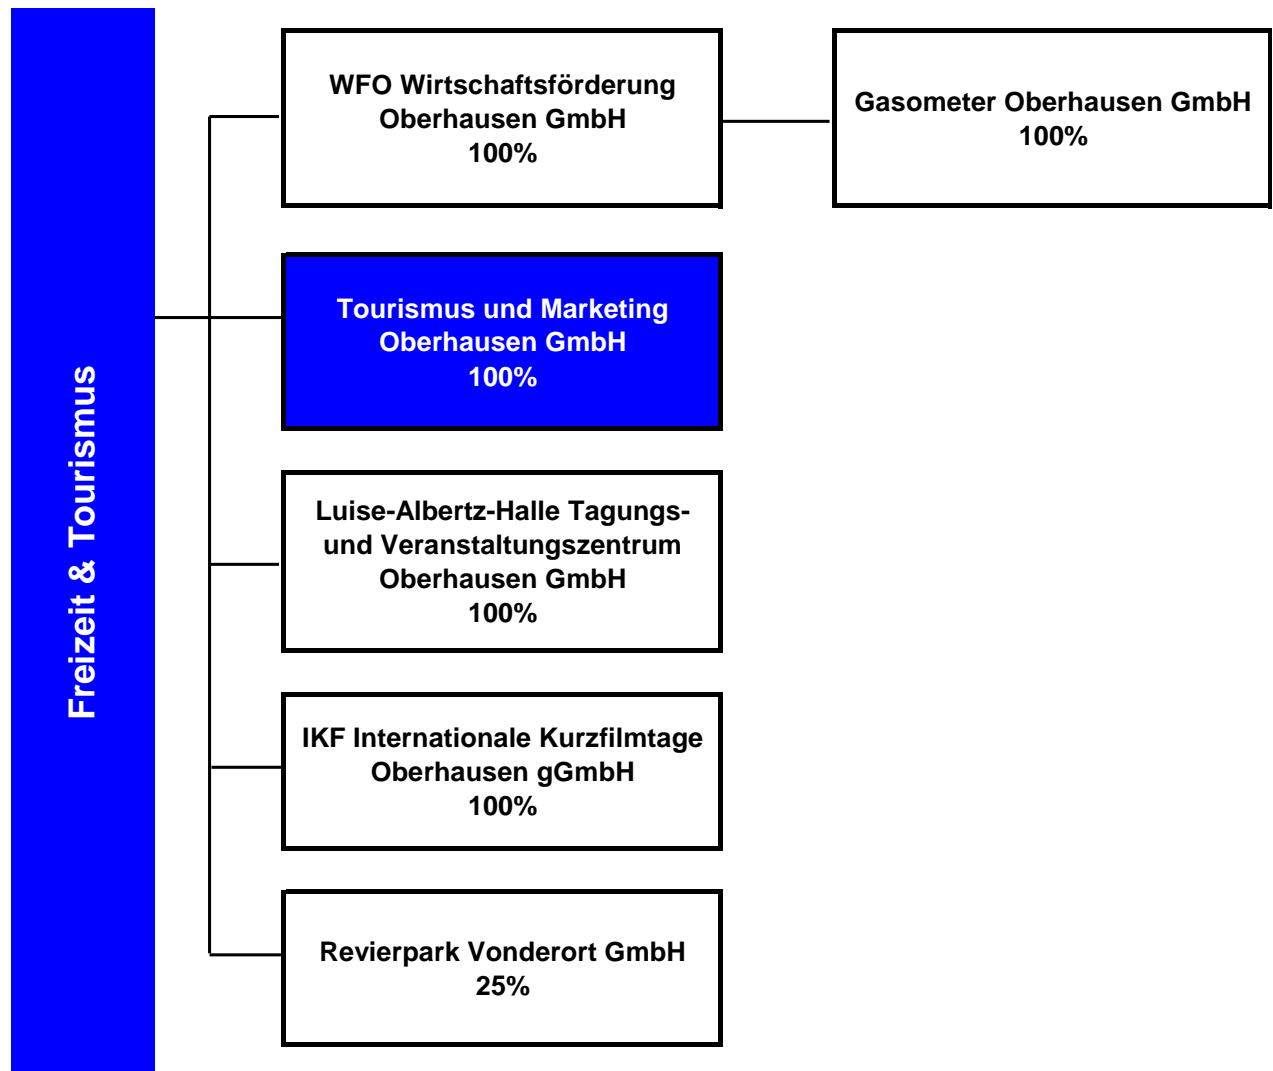 Freizeit & Tourismus
WFO Wirtschaftsförderung
Oberhausen GmbH
100%
Gasometer Oberhausen GmbH
100%
Tourismus und Marketing
Oberhausen GmbH
100%
Luise-Albertz-Halle Tagungs-
und Veranstaltungszentrum
Oberhausen GmbH
100%
IKF Internationale Kurzfilmtage
Oberhausen gGmbH
100%
Revierpark Vonderort GmbH
25%